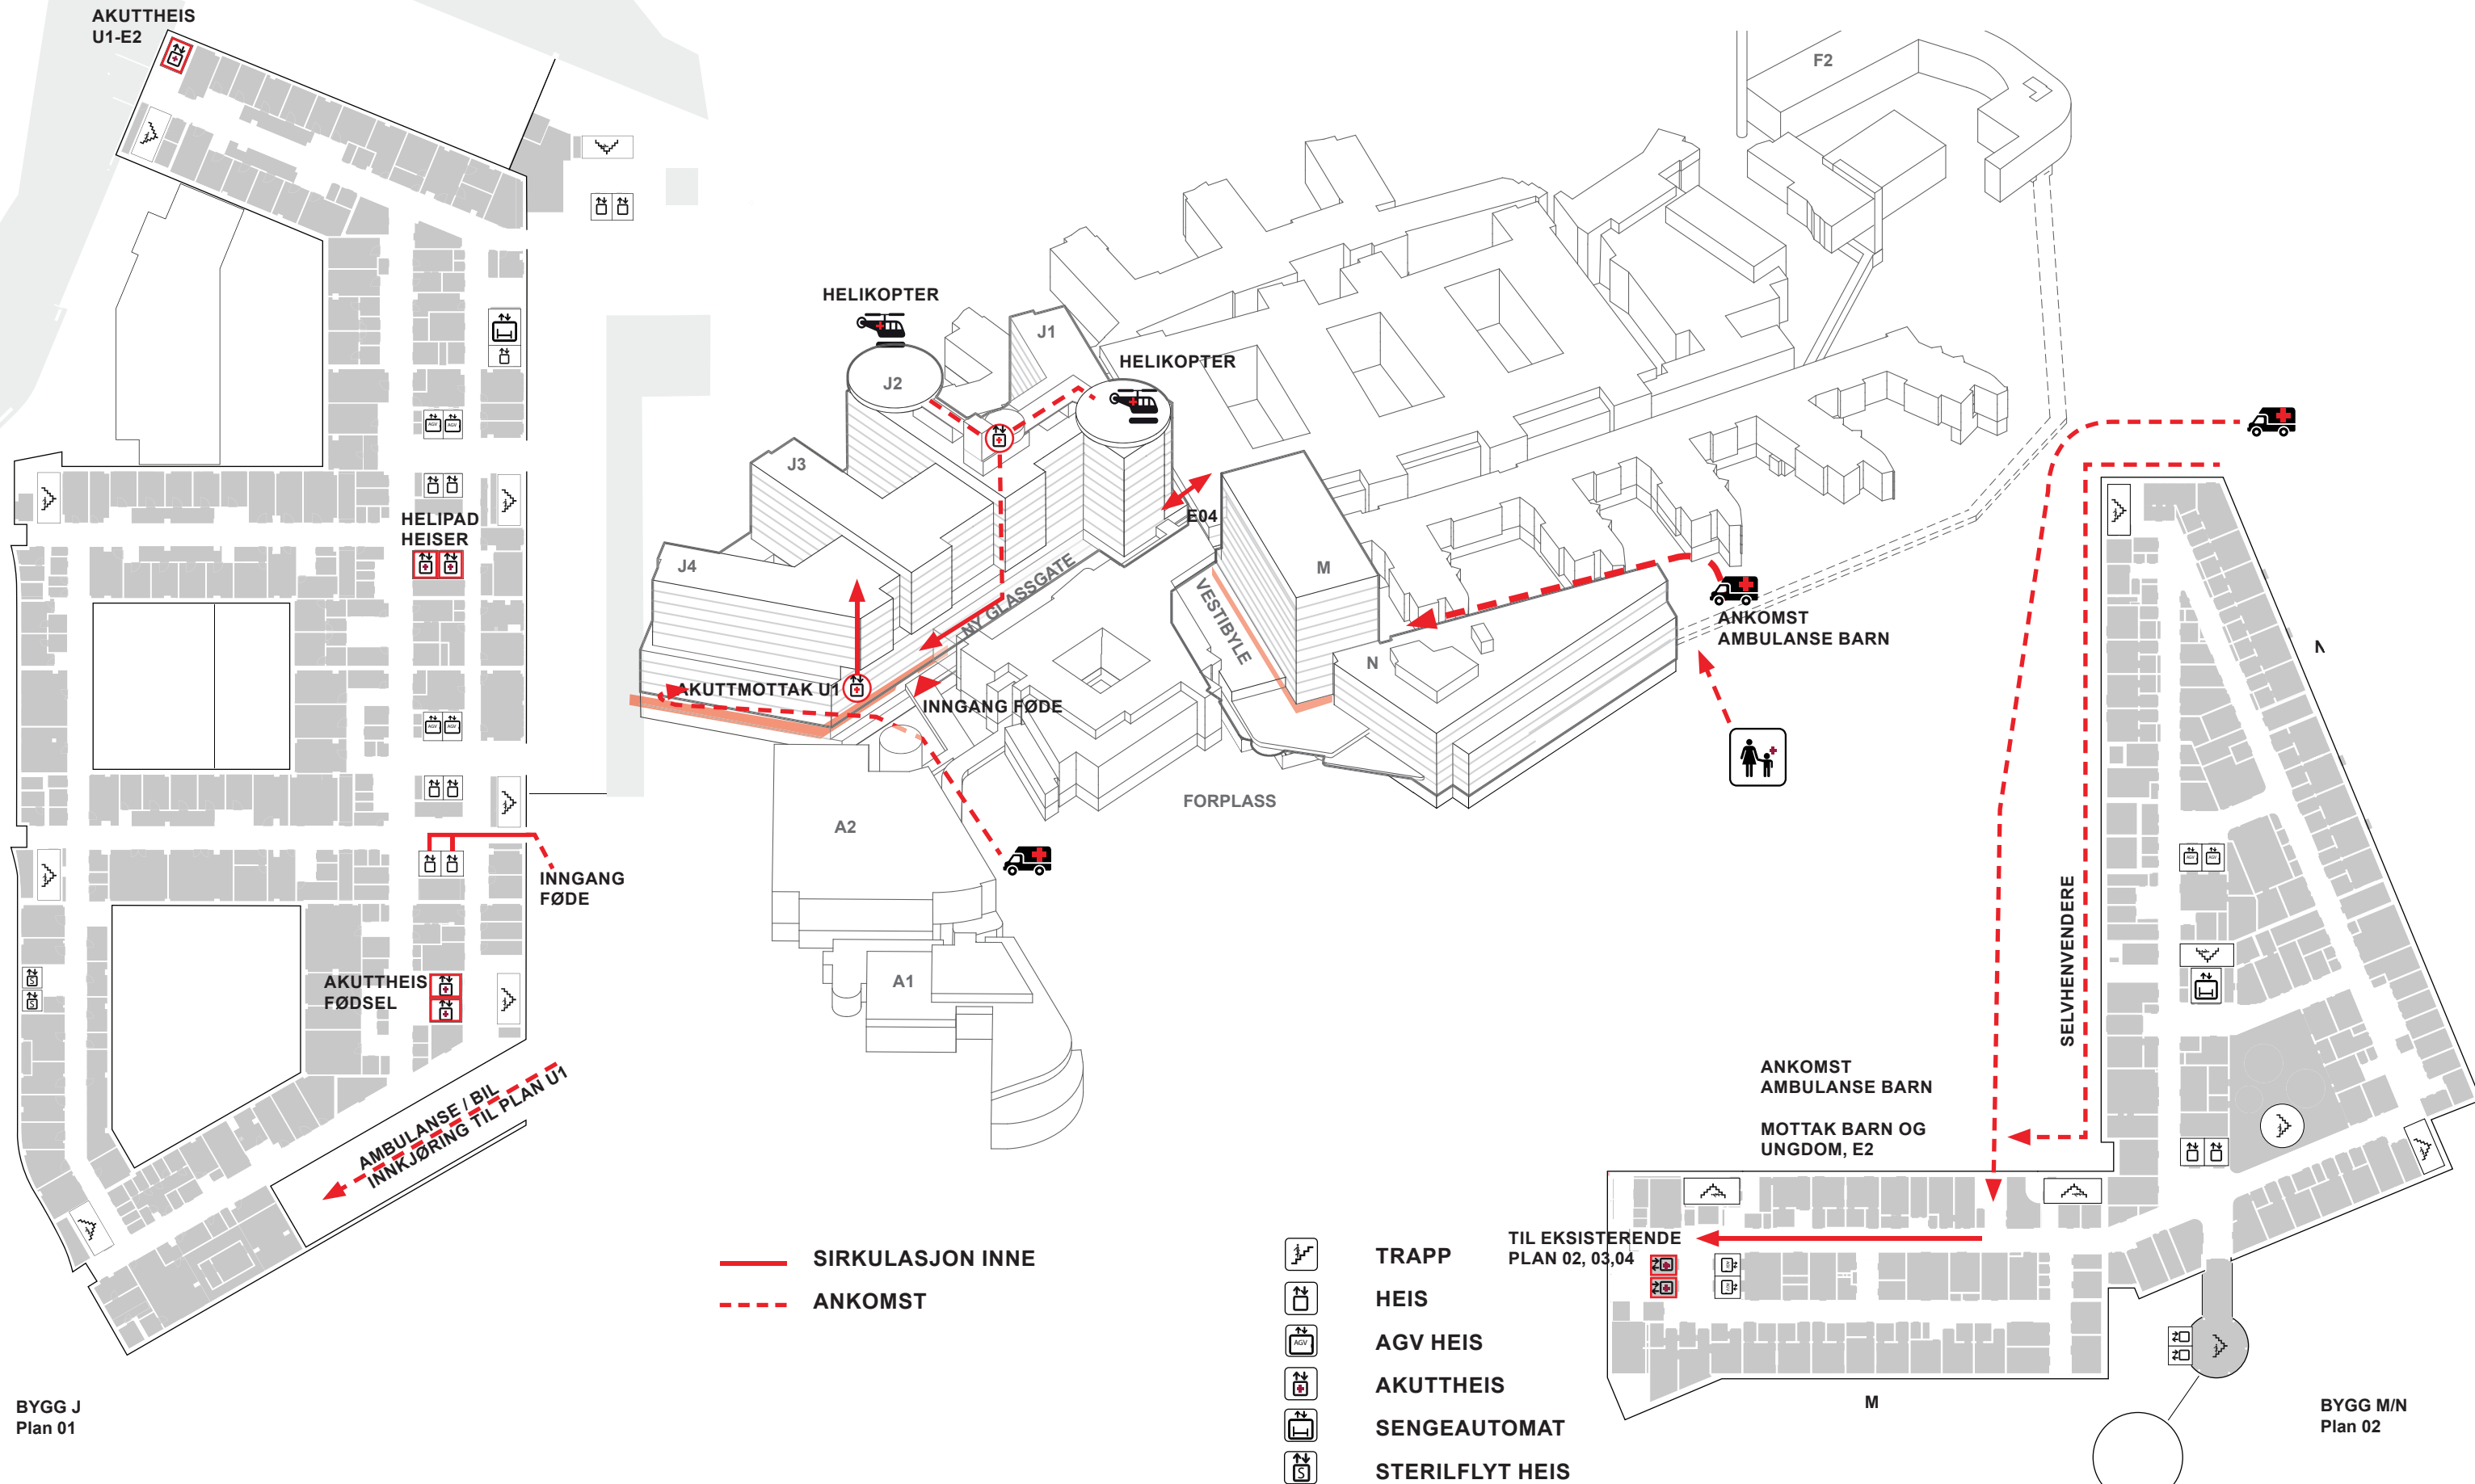 AKUTTHEIS
U1-E2
HELIPAD
HEISER
INNGANG
FØDE
AKUTTHEIS
FØDSEL
AMBULANSE / BIL
INNKJØRING TIL PLAN U1
BYGG J
Plan 01
HELIKOPTER
HELIKOPTER
J1
J2
J3
J4
F2
E04
NY GLASSGATE
VESTIBYLE
M
N
AKUTTMOTTAK U1
INNGANG FØDE
ANKOMST
AMBULANSE BARN
FORPLASS
A2
A1
SIRKULASJON INNE
ANKOMST
TRAPP
HEIS
AGV
AGV HEIS
AKUTTHEIS
SENGEAUTOMAT
S
STERILFLYT HEIS
SELVHENVENDERE
N
ANKOMST
AMBULANSE BARN
MOTTAK BARN OG
UNGDOM, E2
TIL EKSISTERENDE
PLAN 02, 03,04
M
BYGG M/N
Plan 02